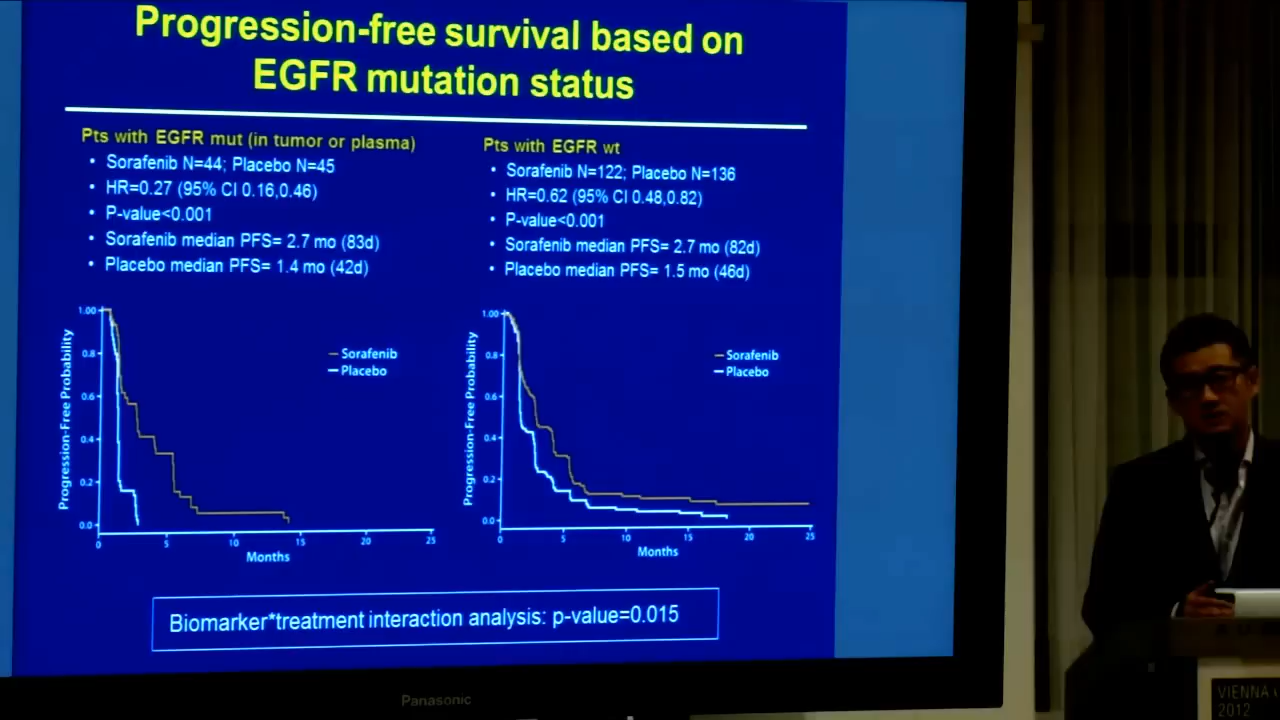 Progression-free survival based on
EGFR mutation status
Pts with EGFR mut (in tumor or plasma)
• Sorafenib N=44; Placebo N=45
• HR=0.27 (95% CI 0.16,0.46)
• P-value<0.001
• Sorafenib median PFS= 2.7 mo (83d)
• Placebo median PFS= 1.4 mo (42d)
Pts with EGFR wt
• Sorafenib N=122; Placebo N=136
• HR=0.62 (95% CI 0.48,0.82)
• P-value<0.001
• Sorafenib median PFS= 2.7 mo (82d)
• Placebo median PFS= 1.5 mo (46d)
Progression-Free Probability
1.00
0.8
0.6
0.4
0.2
0.0
Sorafenib
Placebo
0 5 10 15 20 25
Months
Progression-Free Probability
1.00
0.8
0.6
0.4
0.2
0.0
Sorafenib
Placebo
0 5 10 15 20 25
Months
Biomarker*treatment interaction analysis: p-value=0.015
Panasonic
VIENNA
2012